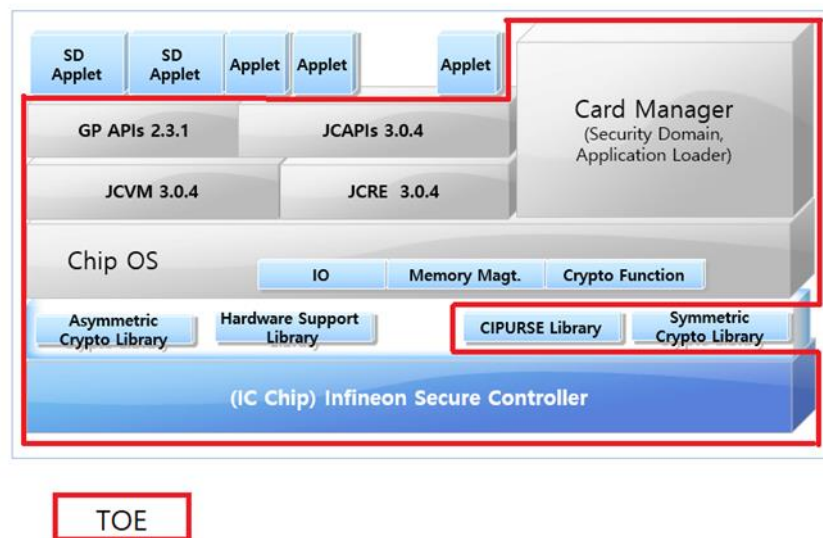 SD
Applet
SD
Applet
Applet
Applet
Applet
Card Manager
(Security Domain,
Application Loader)
GP APIs 2.3.1
JCAPIs 3.0.4
JCVM 3.0.4
JCRE 3.0.4
Chip OS
IO
Memory Magt.
Crypto Function
Asymmetric
Crypto Library
Hardware Support
Library
CIPURSE Library
Symmetric
Crypto Library
(IC Chip) Infineon Secure Controller
TOE